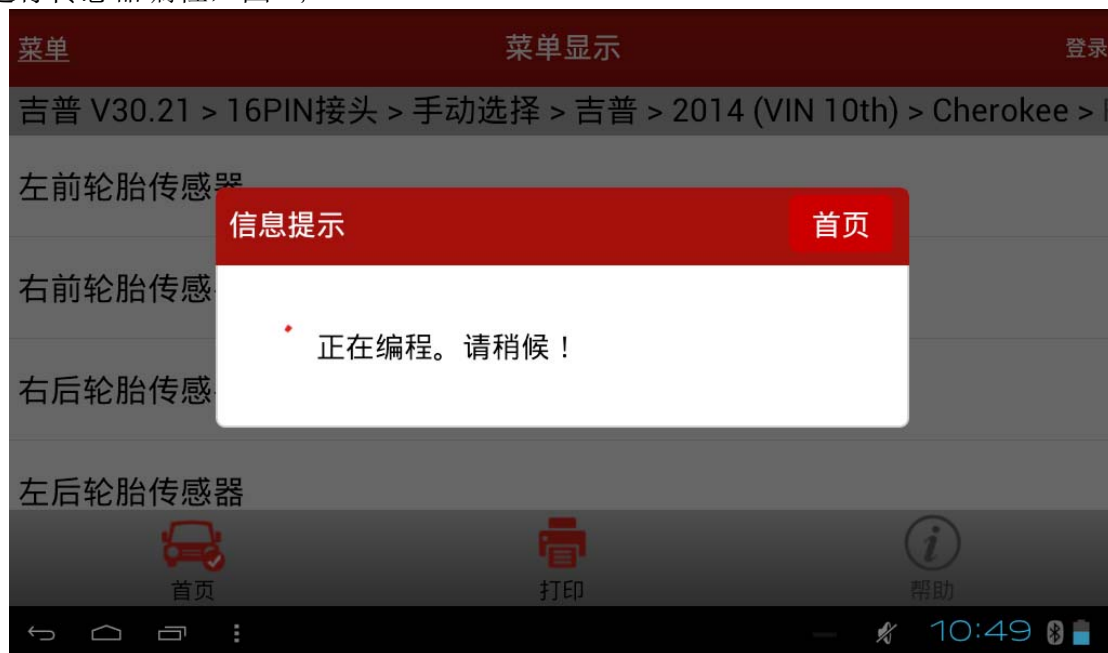 菜单 菜单显示 登录
吉普 V30.21 > 16PIN接头 > 手动选择 > 吉普 > 2014 (VIN 10th) > Cherokee >
左前轮胎传感器
信息提示 首页
右前轮胎传感
正在编程。请稍候！
右后轮胎传感
左后轮胎传感器
首页 打印 帮助
10:49